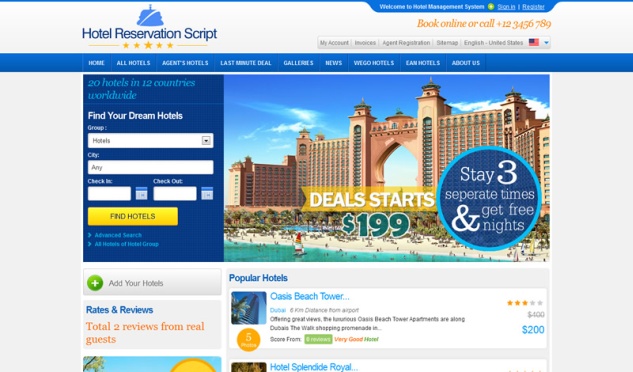 Welcome to Hotel Management System Sign in | Register
Hotel Reservation Script
Book online or call +12 3456 789
My Account | Invoices | Agent Registration | Sitemap | English - United States
HOME ALL HOTELS AGENT'S HOTELS LAST MINUTE DEAL GALLERIES NEWS WEGO HOTELS EAN HOTELS ABOUT US
20 hotels in 12 countries
worldwide
Find Your Dream Hotels
Group :
Hotels
City:
Any
Check In: Check Out:
FIND HOTELS
Advanced Search
All Hotels of Hotel Group
DEALS STARTS
$199
Stay 3
seperate times
& get free
nights
Add Your Hotels
Rates & Reviews
Total 2 reviews from real
guests
Popular Hotels
Oasis Beach Tower...
Dubai 6 Km Distance from airport
Offering great views, the luxurious Oasis Beach Tower Apartments are along
Dubais The Walk shopping promenade in...
Score From: 6 reviews Very Good Hotel
5
Photos
$400
$200
Hotel Splendide Royal...